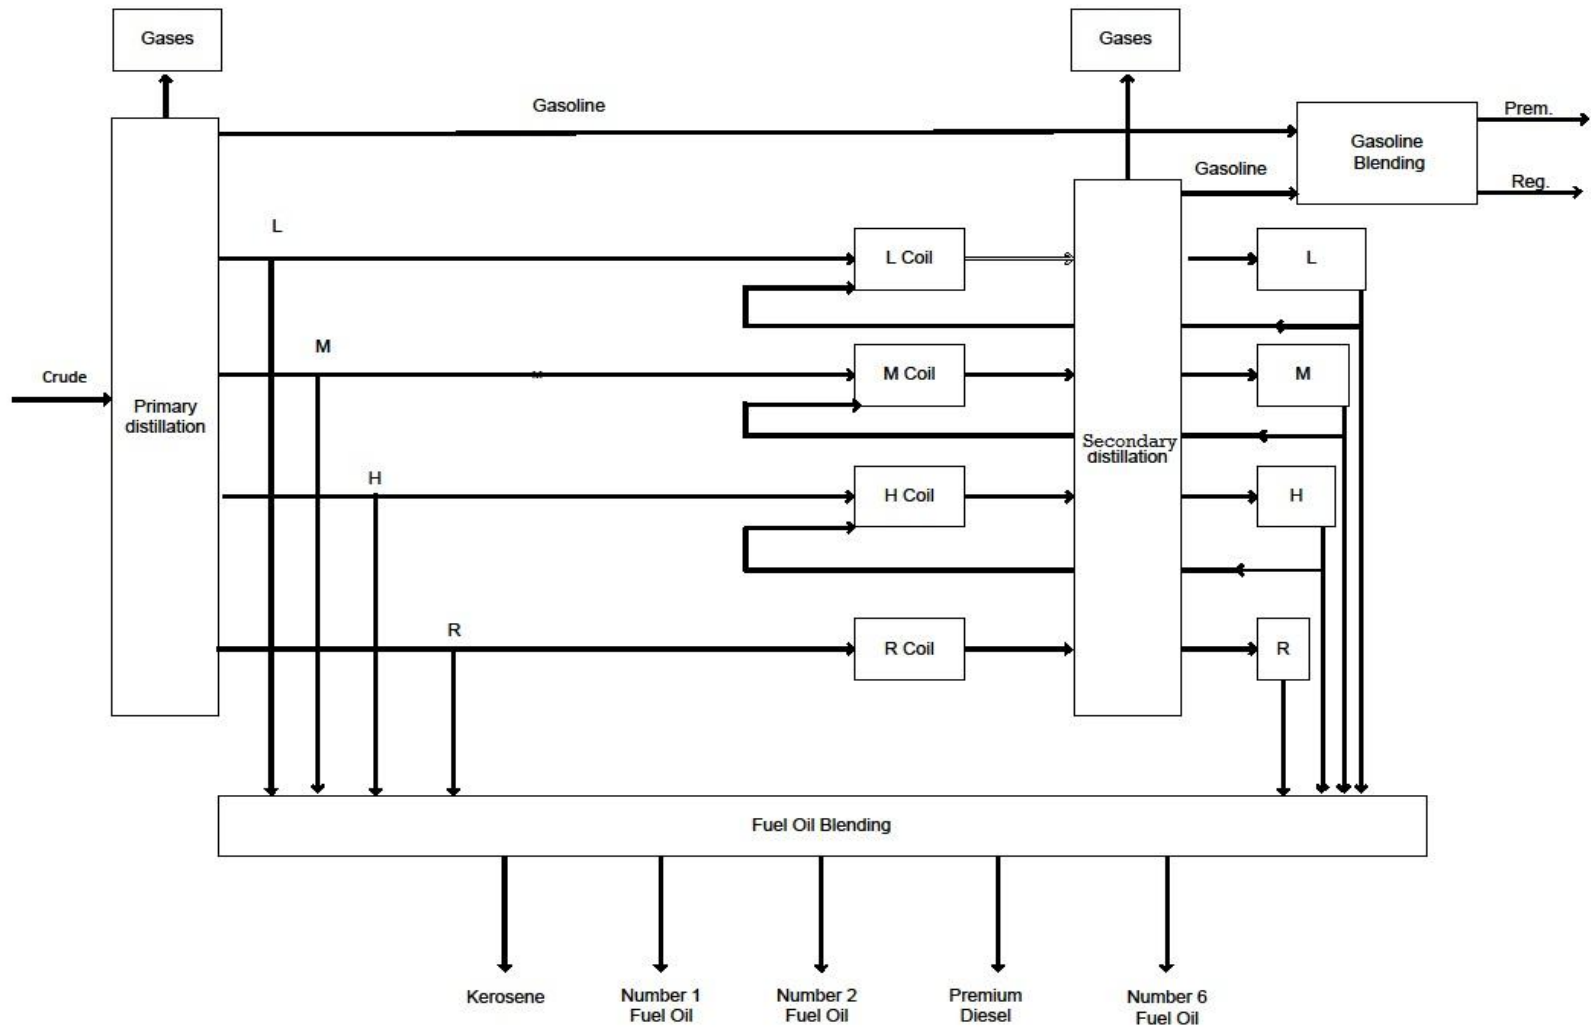 Gases
Gases
Gasoline
Prem.
Gasoline
Blending
Gasoline
Reg.
L
L Coil
L
M
Crude
M Coil
M
Primary
distillation
Secondary
distillation
H
H Coil
H
R
R Coil
R
Fuel Oil Blending
Kerosene
Number 1
Fuel Oil
Number 2
Fuel Oil
Premium
Diesel
Number 6
Fuel Oil